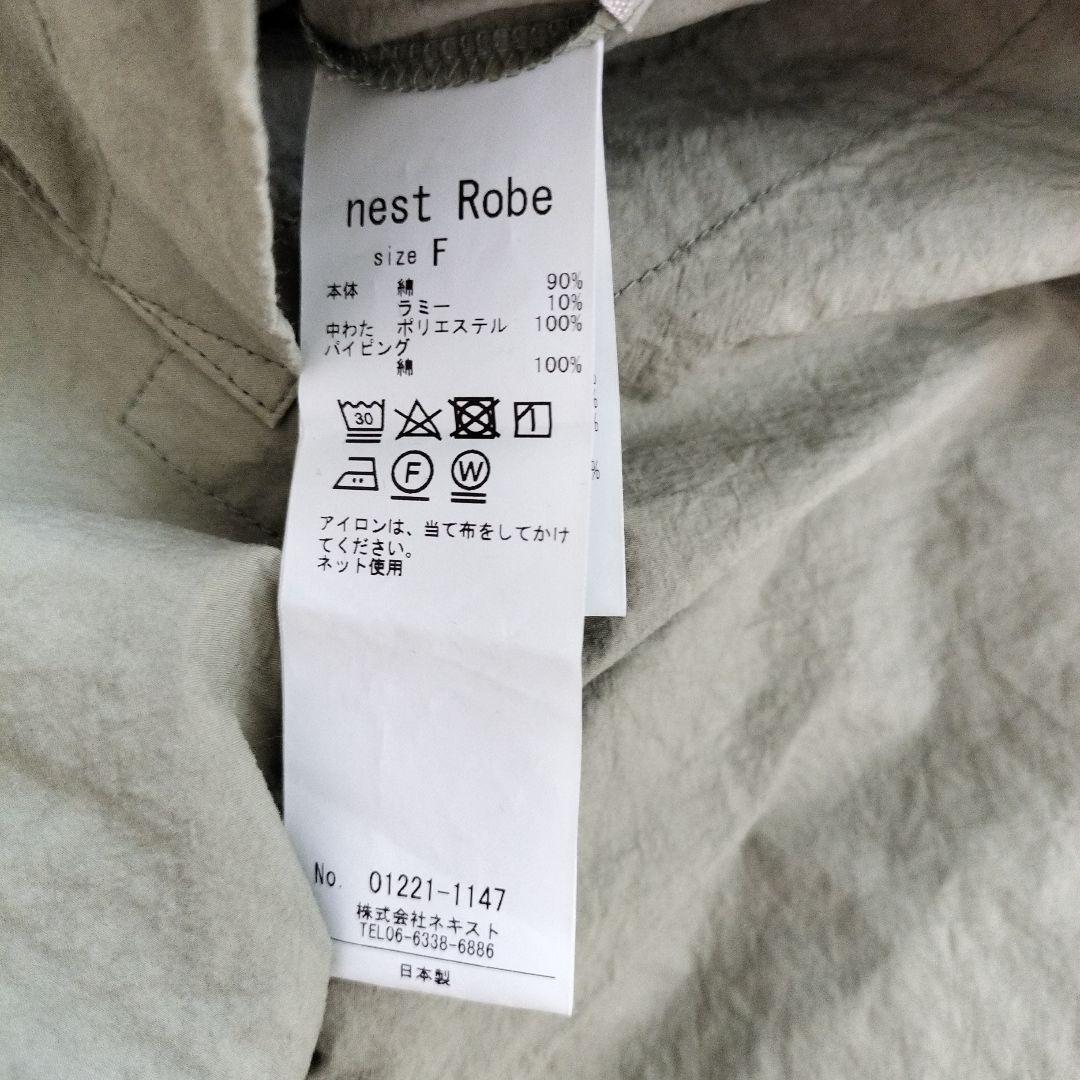 nest Robe
size F
本体 綿 90%
ラミー 10%
中わた ポリエステル 100%
パイピング
綿 100%
30
F W
アイロンは、当て布をしてかけ
てください。
ネット使用
No. 01221-1147
株式会社ネキスト
TEL06-6338-6886
日本製
%
%
%
%